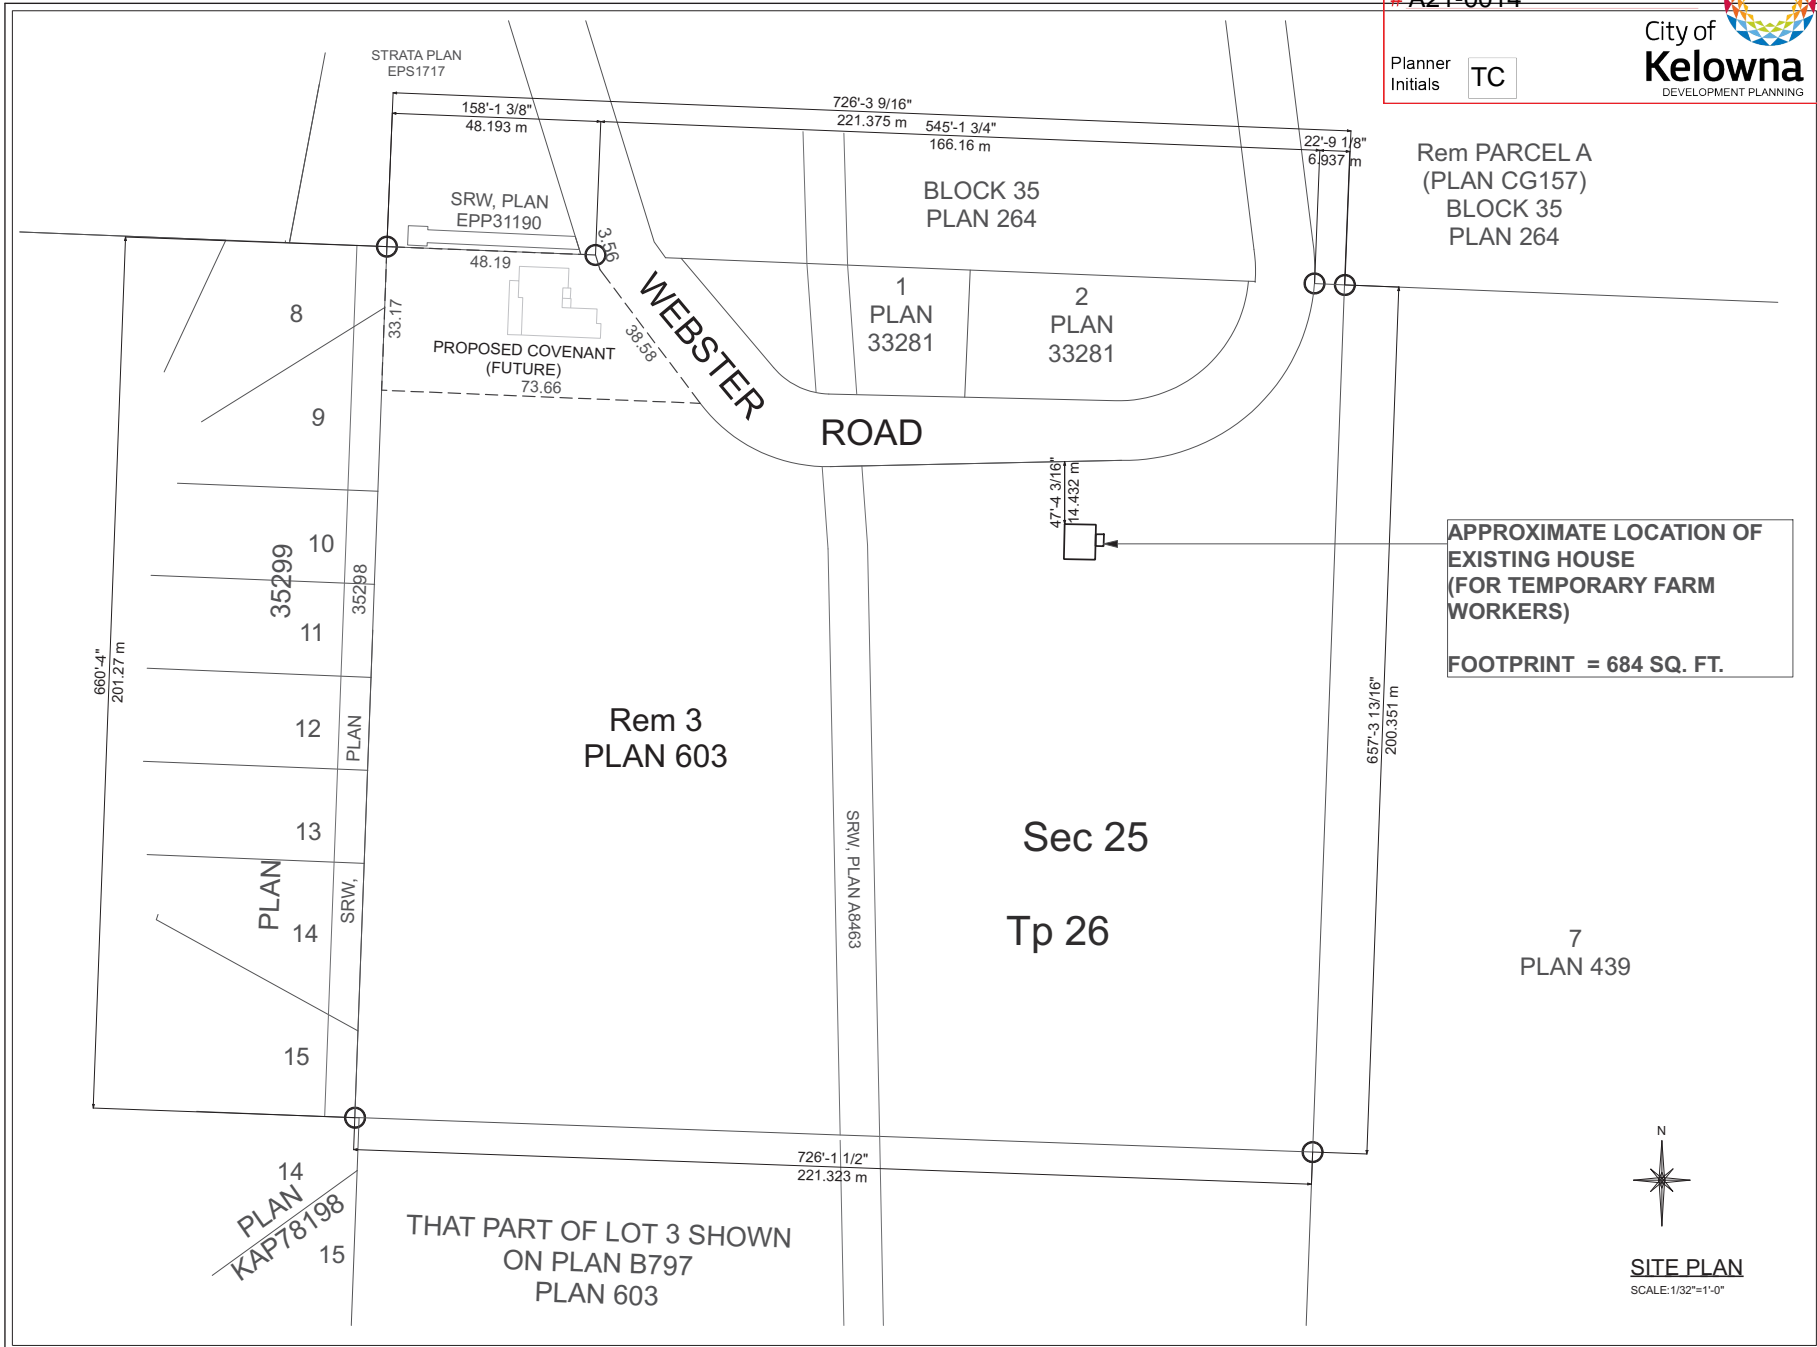 # A21-0014
City of
Kelowna
DEVELOPMENT PLANNING
Planner
Initials
TC
STRATA PLAN
EPS1717
158'-1 3/8"
48.193 m
726'-3 9/16"
221.375 m
545'-1 3/4"
166.16 m
22'-9 1/8"
6.937 m
Rem PARCEL A
(PLAN CG157)
BLOCK 35
PLAN 264
BLOCK 35
PLAN 264
SRW, PLAN
EPP31190
48.19
3.56
33.17
38.58
PROPOSED COVENANT
(FUTURE)
73.66
WEBSTER
ROAD
1
PLAN
33281
2
PLAN
33281
47'-4 3/16"
14.432 m
APPROXIMATE LOCATION OF
EXISTING HOUSE
(FOR TEMPORARY FARM
WORKERS)
FOOTPRINT = 684 SQ. FT.
8
9
10
11
12
13
14
15
PLAN
35299
SRW,
PLAN
35298
660'-4"
201.27 m
Rem 3
PLAN 603
SRW, PLAN A8463
Sec 25
Tp 26
657'-3 13/16"
200.351 m
7
PLAN 439
726'-1 1/2"
221.323 m
14
PLAN
KAP78198
15
THAT PART OF LOT 3 SHOWN
ON PLAN B797
PLAN 603
N
SITE PLAN
SCALE:1/32"=1'-0"